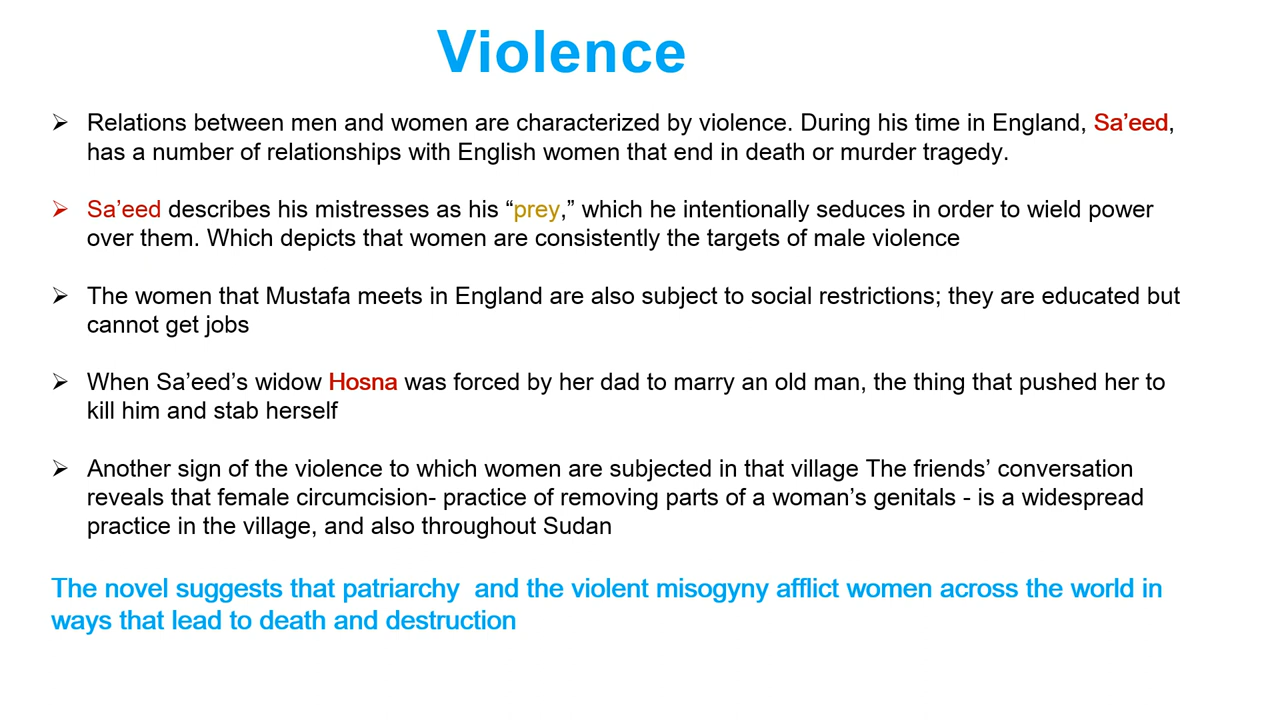 Violence
➢ Relations between men and women are characterized by violence. During his time in England, Sa’eed,
has a number of relationships with English women that end in death or murder tragedy.
➢ Sa’eed describes his mistresses as his “prey,” which he intentionally seduces in order to wield power
over them. Which depicts that women are consistently the targets of male violence
➢ The women that Mustafa meets in England are also subject to social restrictions; they are educated but
cannot get jobs
➢ When Sa’eed’s widow Hosna was forced by her dad to marry an old man, the thing that pushed her to
kill him and stab herself
➢ Another sign of the violence to which women are subjected in that village The friends’ conversation
reveals that female circumcision- practice of removing parts of a woman’s genitals - is a widespread
practice in the village, and also throughout Sudan
The novel suggests that patriarchy  and the violent misogyny afflict women across the world in
ways that lead to death and destruction